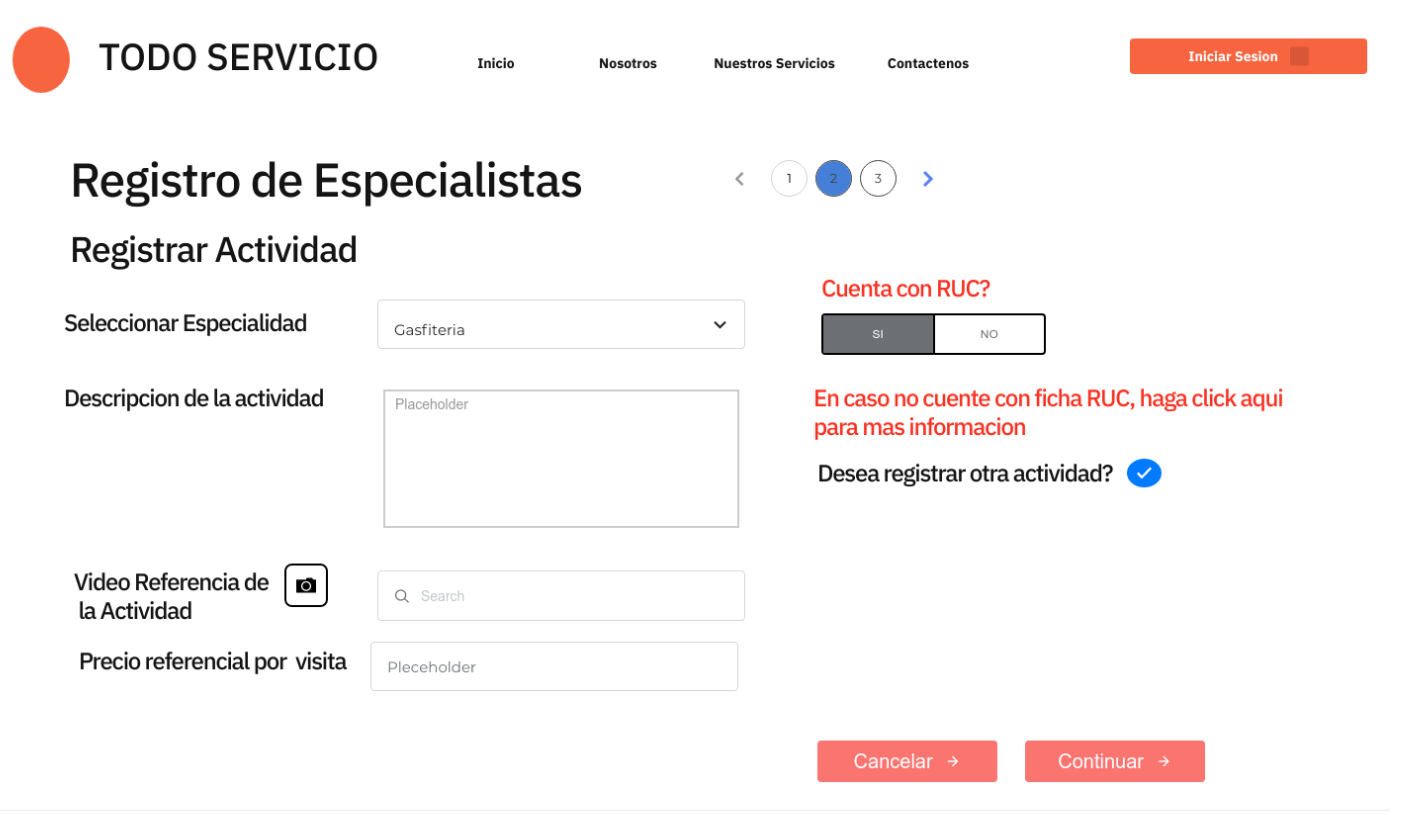 TODO SERVICIO
Inicio
Nosotros
Nuestros Servicios
Contactenos
Iniciar Sesion
Registro de Especialistas
1
2
3
Registrar Actividad
Seleccionar Especialidad
Gasfiteria
Descripcion de la actividad
Placeholder
Video Referencia de
la Actividad
Search
Precio referencial por visita
Pleceholder
Cuenta con RUC?
SI
NO
En caso no cuente con ficha RUC, haga click aqui
para mas informacion
Desea registrar otra actividad?
Cancelar
Continuar